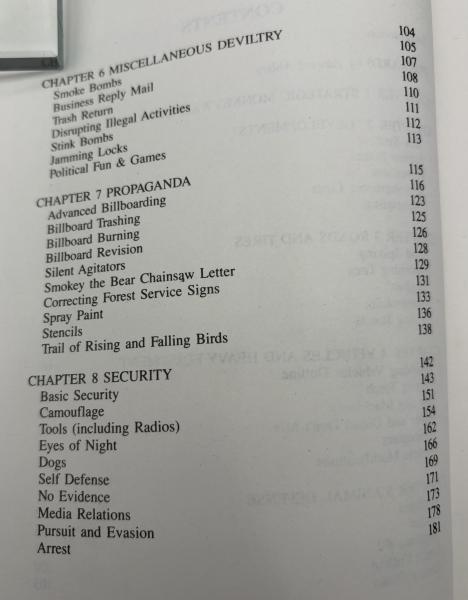 CHAPTER 6 MISCELLANEOUS DEVILTRY 104
Smoke Bombs 105
Business Reply Mail 107
Trash Return 108
Disrupting Illegal Activities 110
Stink Bombs 111
Jamming Locks 112
Political Fun & Games 113
CHAPTER 7 PROPAGANDA 115
Advanced Billboarding 116
Billboard Trashing 123
Billboard Burning 125
Billboard Revision 126
Silent Agitators 128
Smokey the Bear Chainsaw Letter 129
Correcting Forest Service Signs 131
Spray Paint 133
Stencils 136
Trail of Rising and Falling Birds 138
CHAPTER 8 SECURITY 142
Basic Security 143
Camouflage 151
Tools (including Radios) 154
Eyes of Night 162
Dogs 166
Self Defense 169
No Evidence 171
Media Relations 173
Pursuit and Evasion 178
Arrest 181